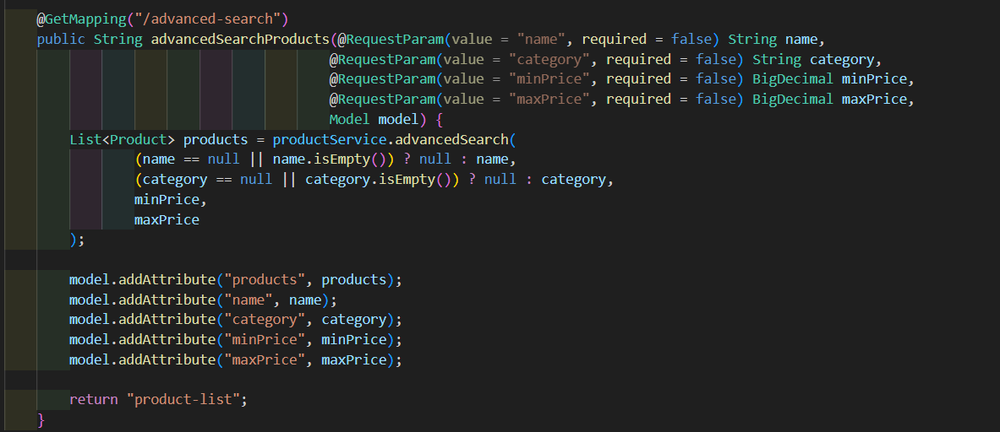 @GetMapping("/advanced-search")
public String advancedSearchProducts(@RequestParam(value = "name", required = false) String name,
@RequestParam(value = "category", required = false) String category,
@RequestParam(value = "minPrice", required = false) BigDecimal minPrice,
@RequestParam(value = "maxPrice", required = false) BigDecimal maxPrice,
Model model) {
List<Product> products = productService.advancedSearch(
(name == null || name.isEmpty()) ? null : name,
(category == null || category.isEmpty()) ? null : category,
minPrice,
maxPrice
);
model.addAttribute("products", products);
model.addAttribute("name", name);
model.addAttribute("category", category);
model.addAttribute("minPrice", minPrice);
model.addAttribute("maxPrice", maxPrice);
return "product-list";
}